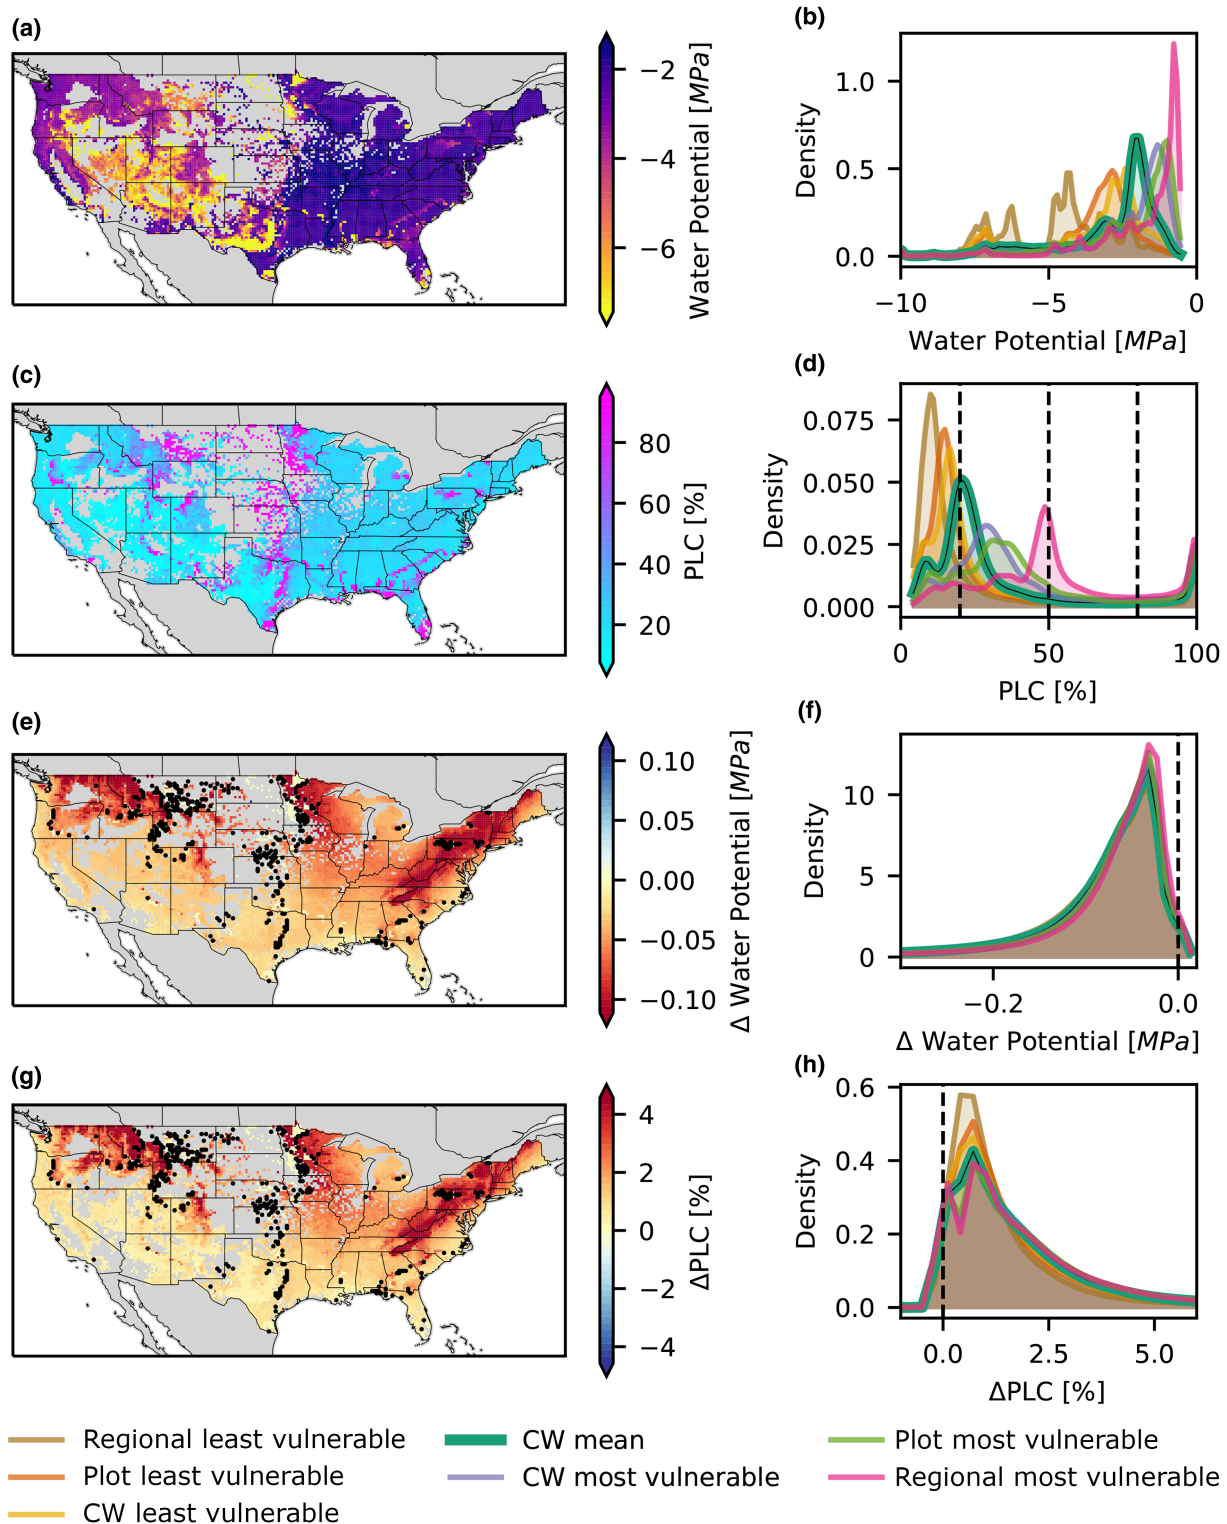 (a)
−2
−4
−6
Water Potential [MPa]
(b)
1.0
0.5
0.0
Density
−10 −5 0
Water Potential [MPa]
(c)
80
60
40
20
PLC [%]
(d)
0.075
0.050
0.025
0.000
Density
0 50 100
PLC [%]
(e)
0.10
0.05
0.00
−0.05
−0.10
Δ Water Potential [MPa]
(f)
10
5
0
Density
−0.2 0.0
Δ Water Potential [MPa]
(g)
4
2
0
−2
−4
ΔPLC [%]
(h)
0.6
0.4
0.2
0.0
Density
0.0 2.5 5.0
ΔPLC [%]
Regional least vulnerable
Plot least vulnerable
CW least vulnerable
CW mean
CW most vulnerable
Plot most vulnerable
Regional most vulnerable